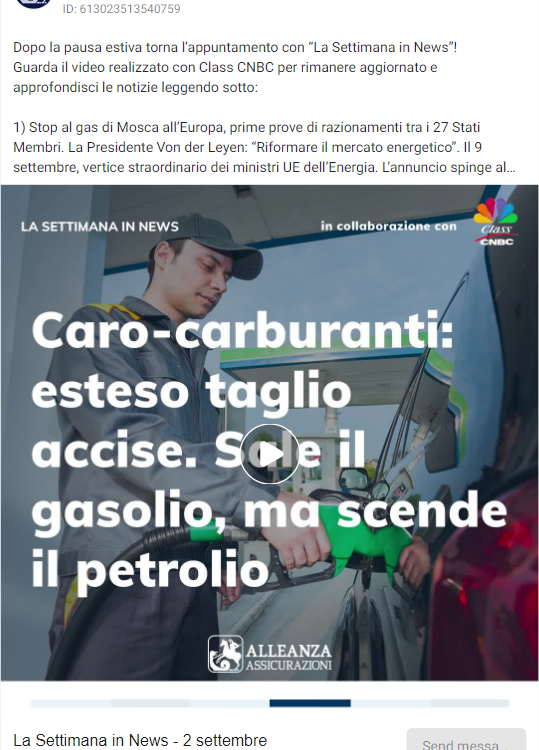 ID: 613023513540759
Dopo la pausa estiva torna l'appuntamento con “La Settimana in News”!
Guarda il video realizzato con Class CNBC per rimanere aggiornato e
approfondisci le notizie leggendo sotto:
1) Stop al gas di Mosca all'Europa, prime prove di razionamenti tra i 27 Stati
Membri. La Presidente Von der Leyen: “Riformare il mercato energetico”. Il 9
settembre, vertice straordinario dei ministri UE dell'Energia. L'annuncio spinge al...
LA SETTIMANA IN NEWS
in collaborazione con
Class
CNBC
Caro-carburanti:
esteso taglio
accise. Sale il
gasolio, ma scende
il petrolio
ALLEANZA
ASSICURAZIONI
La Settimana in News - 2 settembre
Send messa...